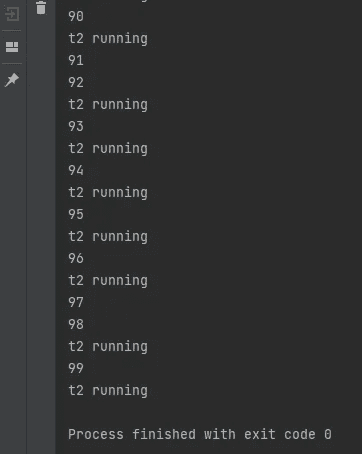 90
t2 running
91
92
t2 running
93
t2 running
94
t2 running
95
t2 running
96
t2 running
97
98
t2 running
99
t2 running
Process finished with exit code 0